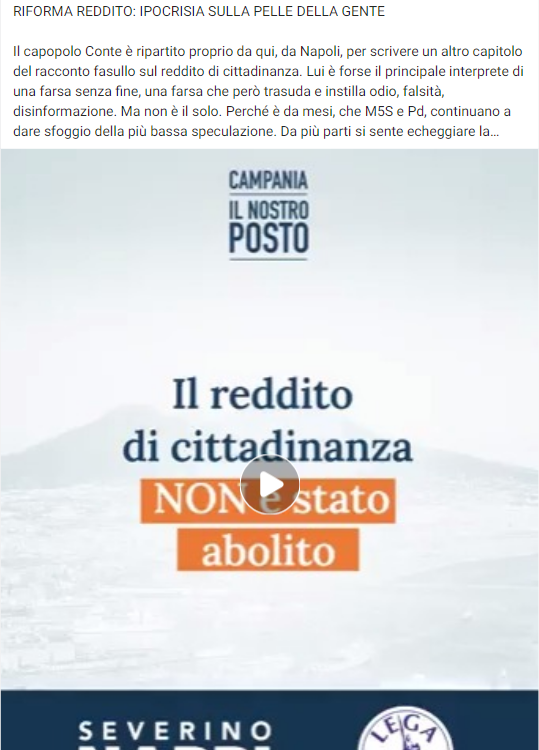 RIFORMA REDDITO: IPOCRISIA SULLA PELLE DELLA GENTE
Il capopolo Conte è ripartito proprio da qui, da Napoli, per scrivere un altro capitolo
del racconto fasullo sul reddito di cittadinanza. Lui è forse il principale interprete di
una farsa senza fine, una farsa che però trasuda e instilla odio, falsità,
disinformazione. Ma non è il solo. Perché è da mesi, che M5S e Pd, continuano a
dare sfoggio della più bassa speculazione. Da più parti si sente echeggiare la...
CAMPANIA
IL NOSTRO
POSTO
Il reddito
di cittadinanza
NON è stato
abolito
SEVERINO
LEGA